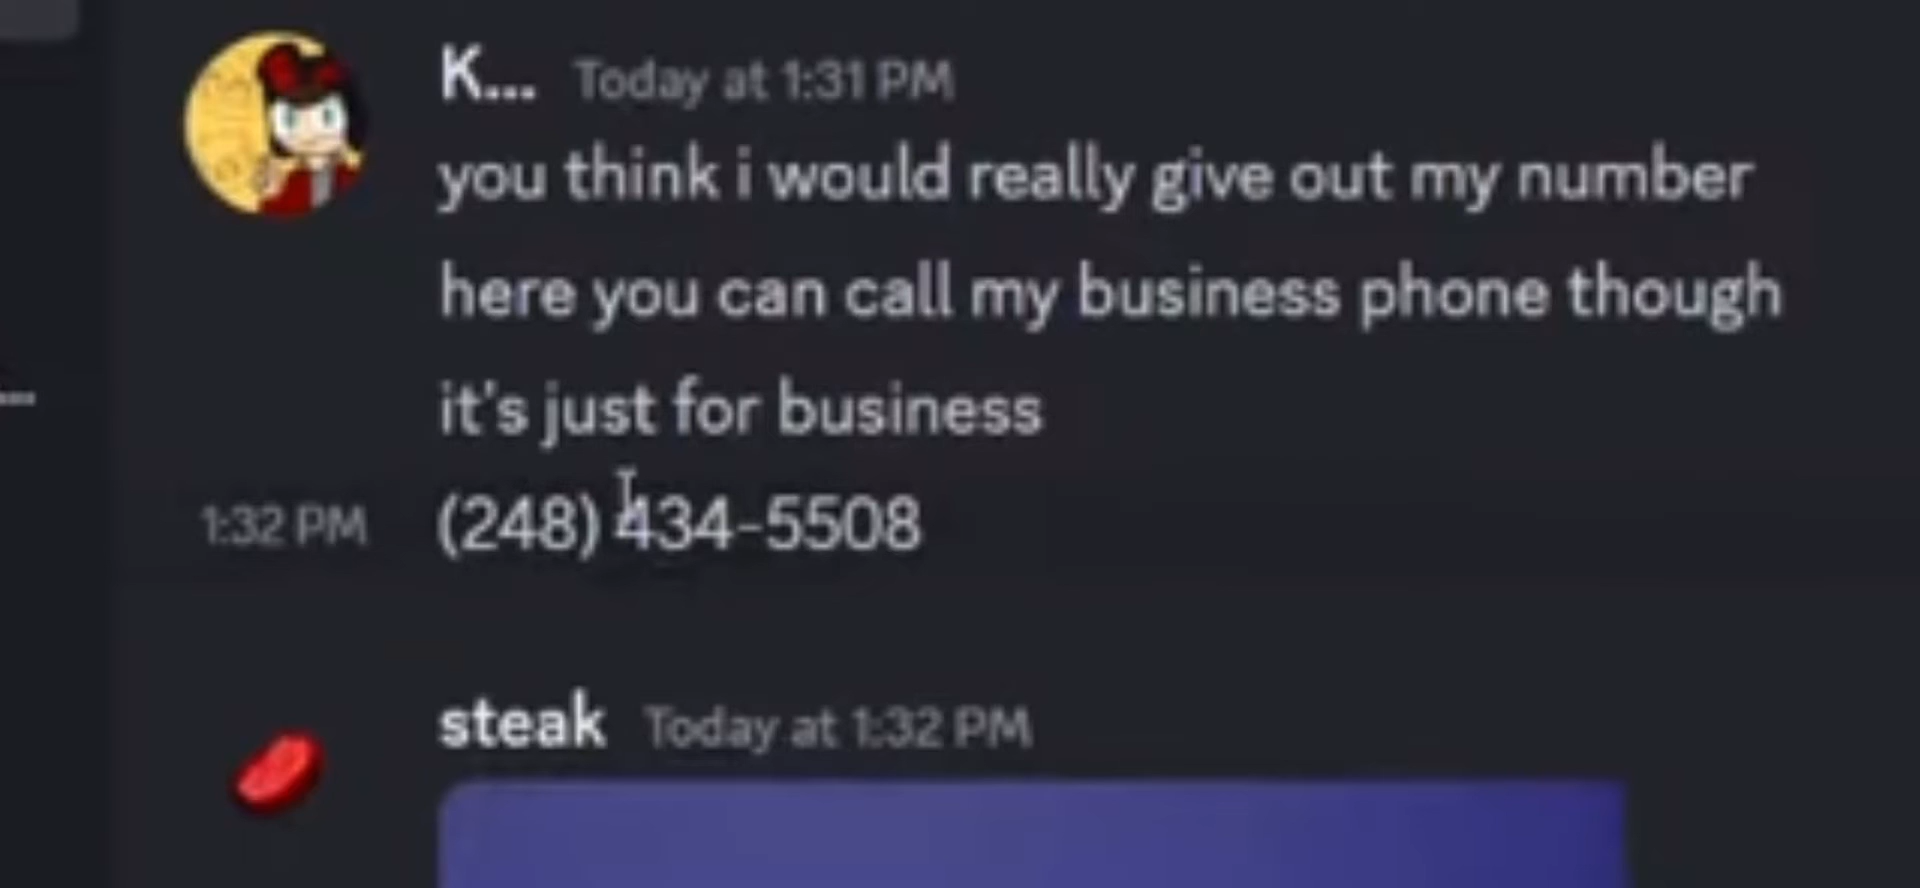 K... Today at 1:31 PM
you think i would really give out my number
here you can call my business phone though
it's just for business
1:32 PM (248) 434-5508
steak Today at 1:32 PM